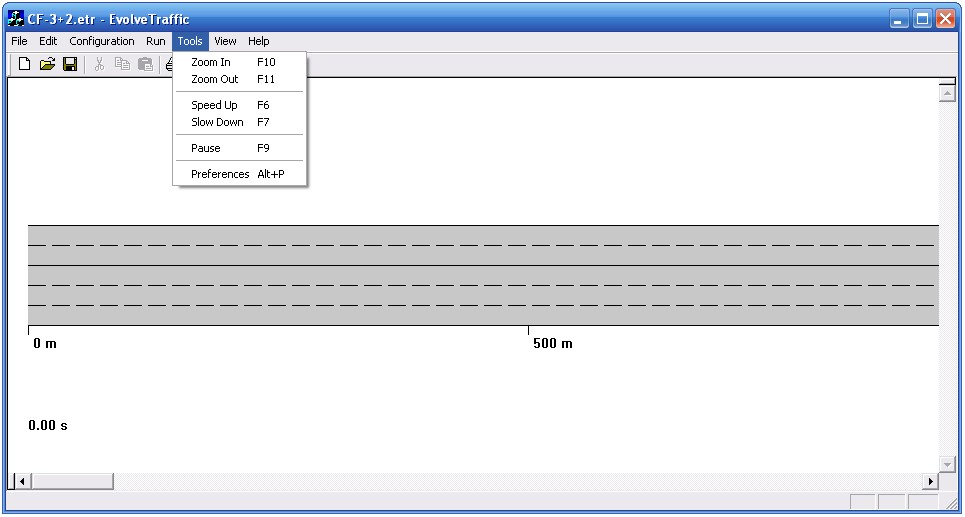 CF-3+2.etr - EvolveTraffic
File Edit Configuration Run Tools View Help
Zoom In F10
Zoom Out F11
Speed Up F6
Slow Down F7
Pause F9
Preferences Alt+P
0 m 500 m
0.00 s